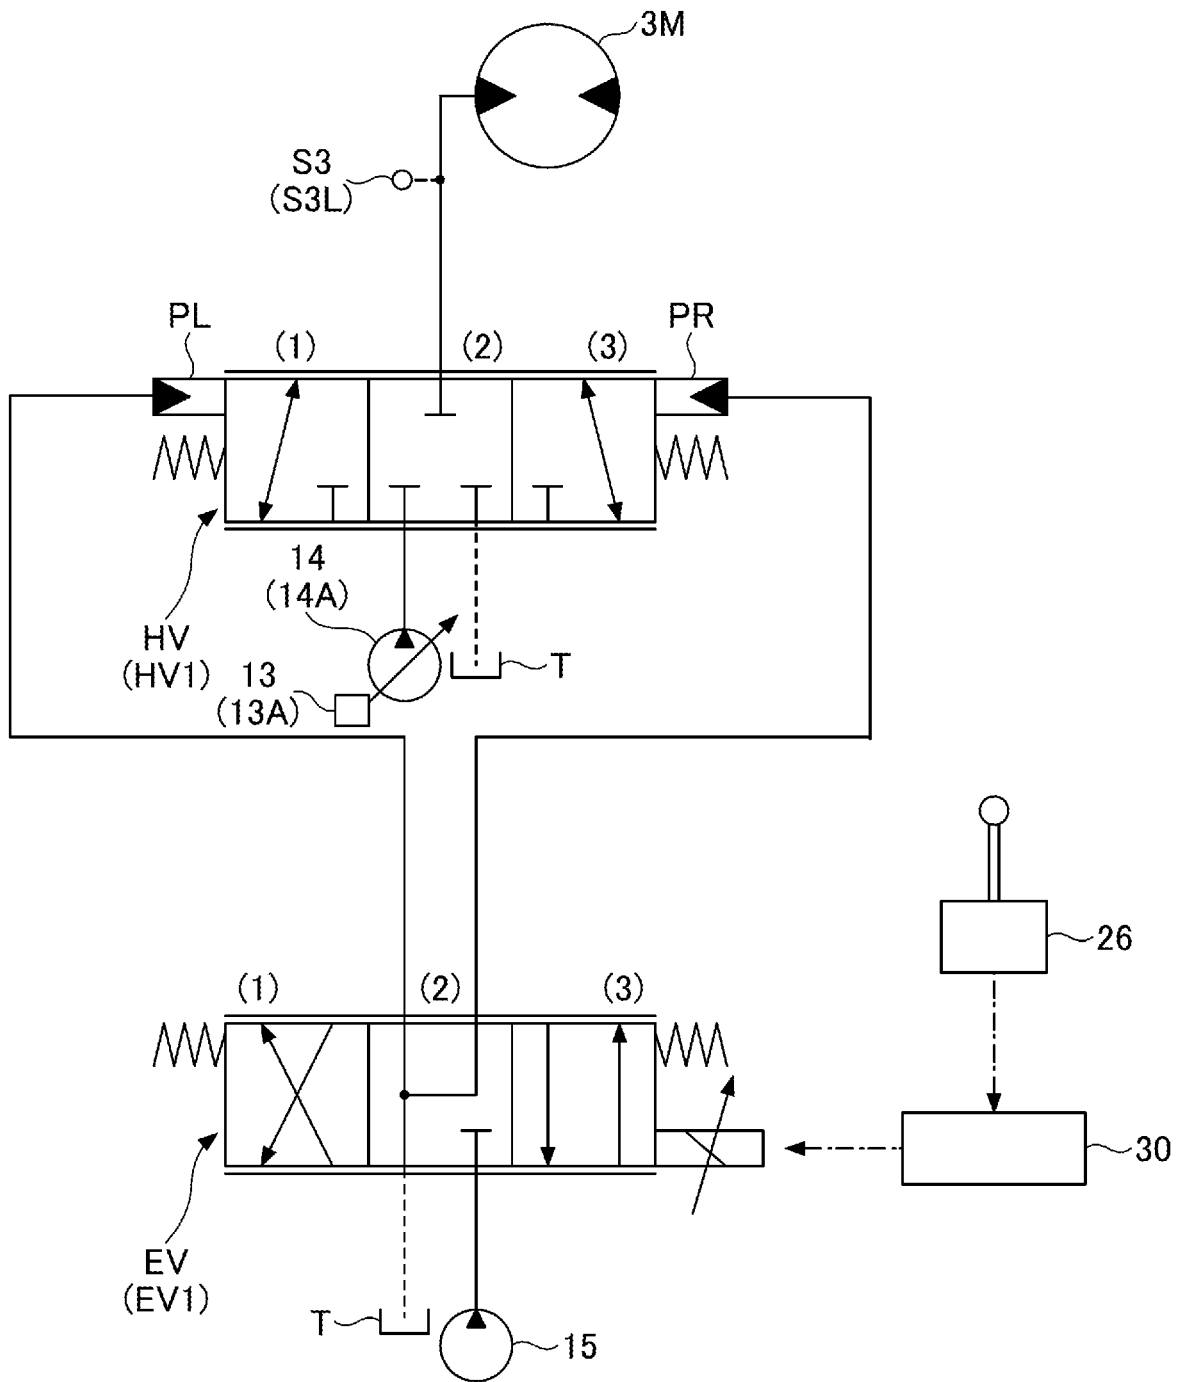 3M
S3
(S3L)
PL
(1)
(2)
(3)
PR
14
(14A)
HV
(HV1)
13
(13A)
T
26
(1)
(2)
(3)
30
EV
(EV1)
T
15